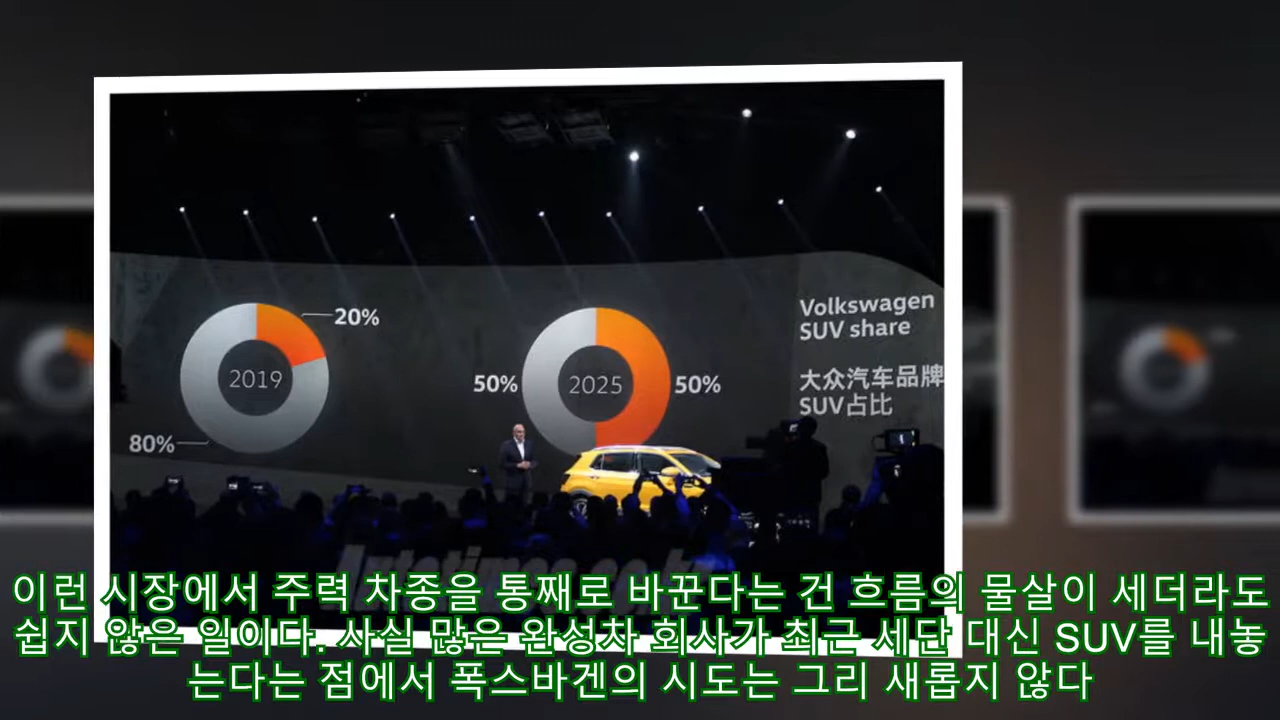 20%
2019
80%
50%
2025
50%
Volkswagen
SUV share
大众汽车品牌
SUV占比
이런 시장에서 주력 차종을 통째로 바꾼다는 건 흐름의 물살이 세더라도
쉽지 않은 일이다. 사실 많은 완성차 회사가 최근 세단 대신 SUV를 내놓
는다는 점에서 폭스바겐의 시도는 그리 새롭지 않다